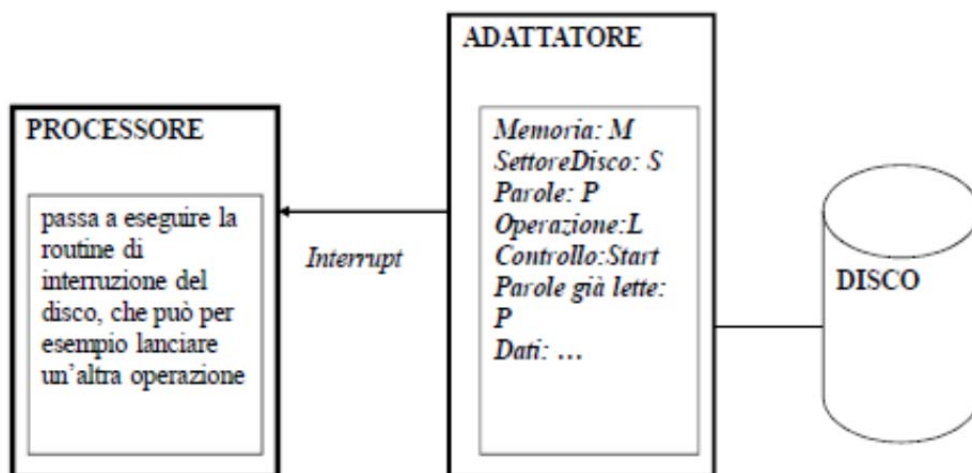 PROCESSORE
passa a eseguire la
routine di
interruzione del
disco, che può per
esempio lanciare
un'altra operazione
Interrupt
ADATTATORE
Memoria: M
SettoreDisco: S
Parole: P
Operazione:L
Controllo:Start
Parole già lette:
P
Dati: …
DISCO